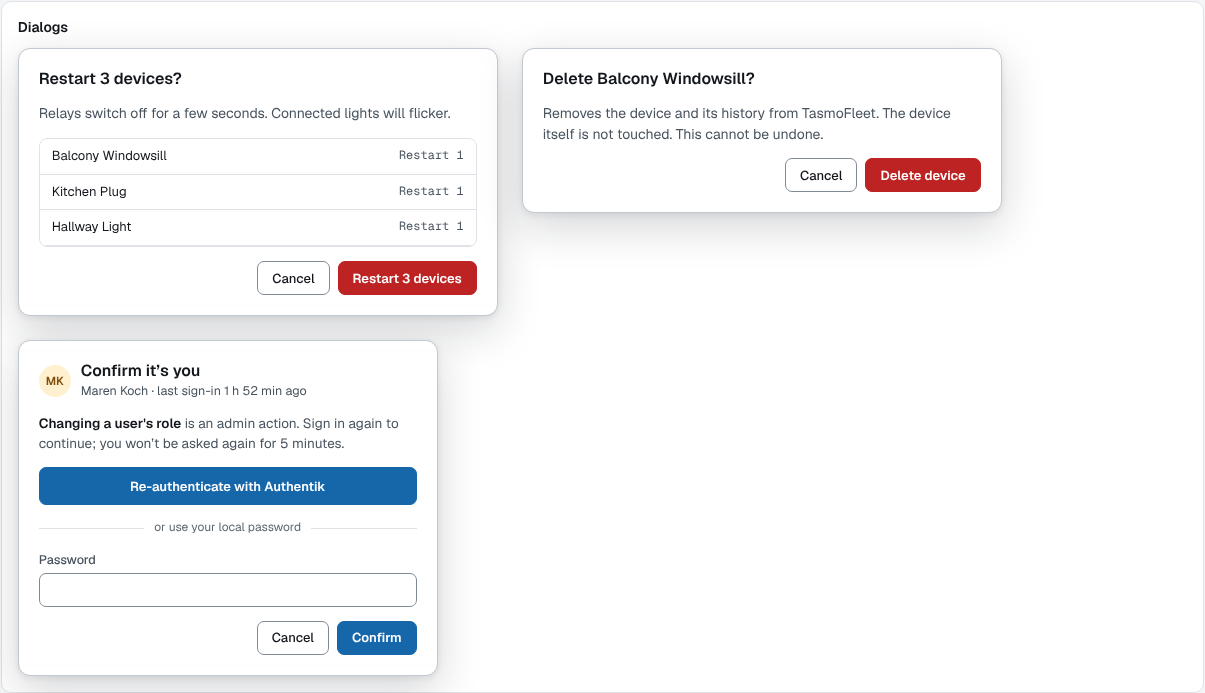 Dialogs
Restart 3 devices?
Relays switch off for a few seconds. Connected lights will flicker.
Balcony Windowsill Restart 1
Kitchen Plug Restart 1
Hallway Light Restart 1
Cancel Restart 3 devices
Delete Balcony Windowsill?
Removes the device and its history from TasmoFleet. The device
itself is not touched. This cannot be undone.
Cancel Delete device
MK
Confirm it’s you
Maren Koch · last sign-in 1 h 52 min ago
Changing a user's role is an admin action. Sign in again to
continue; you won’t be asked again for 5 minutes.
Re-authenticate with Authentik
or use your local password
Password
Cancel Confirm